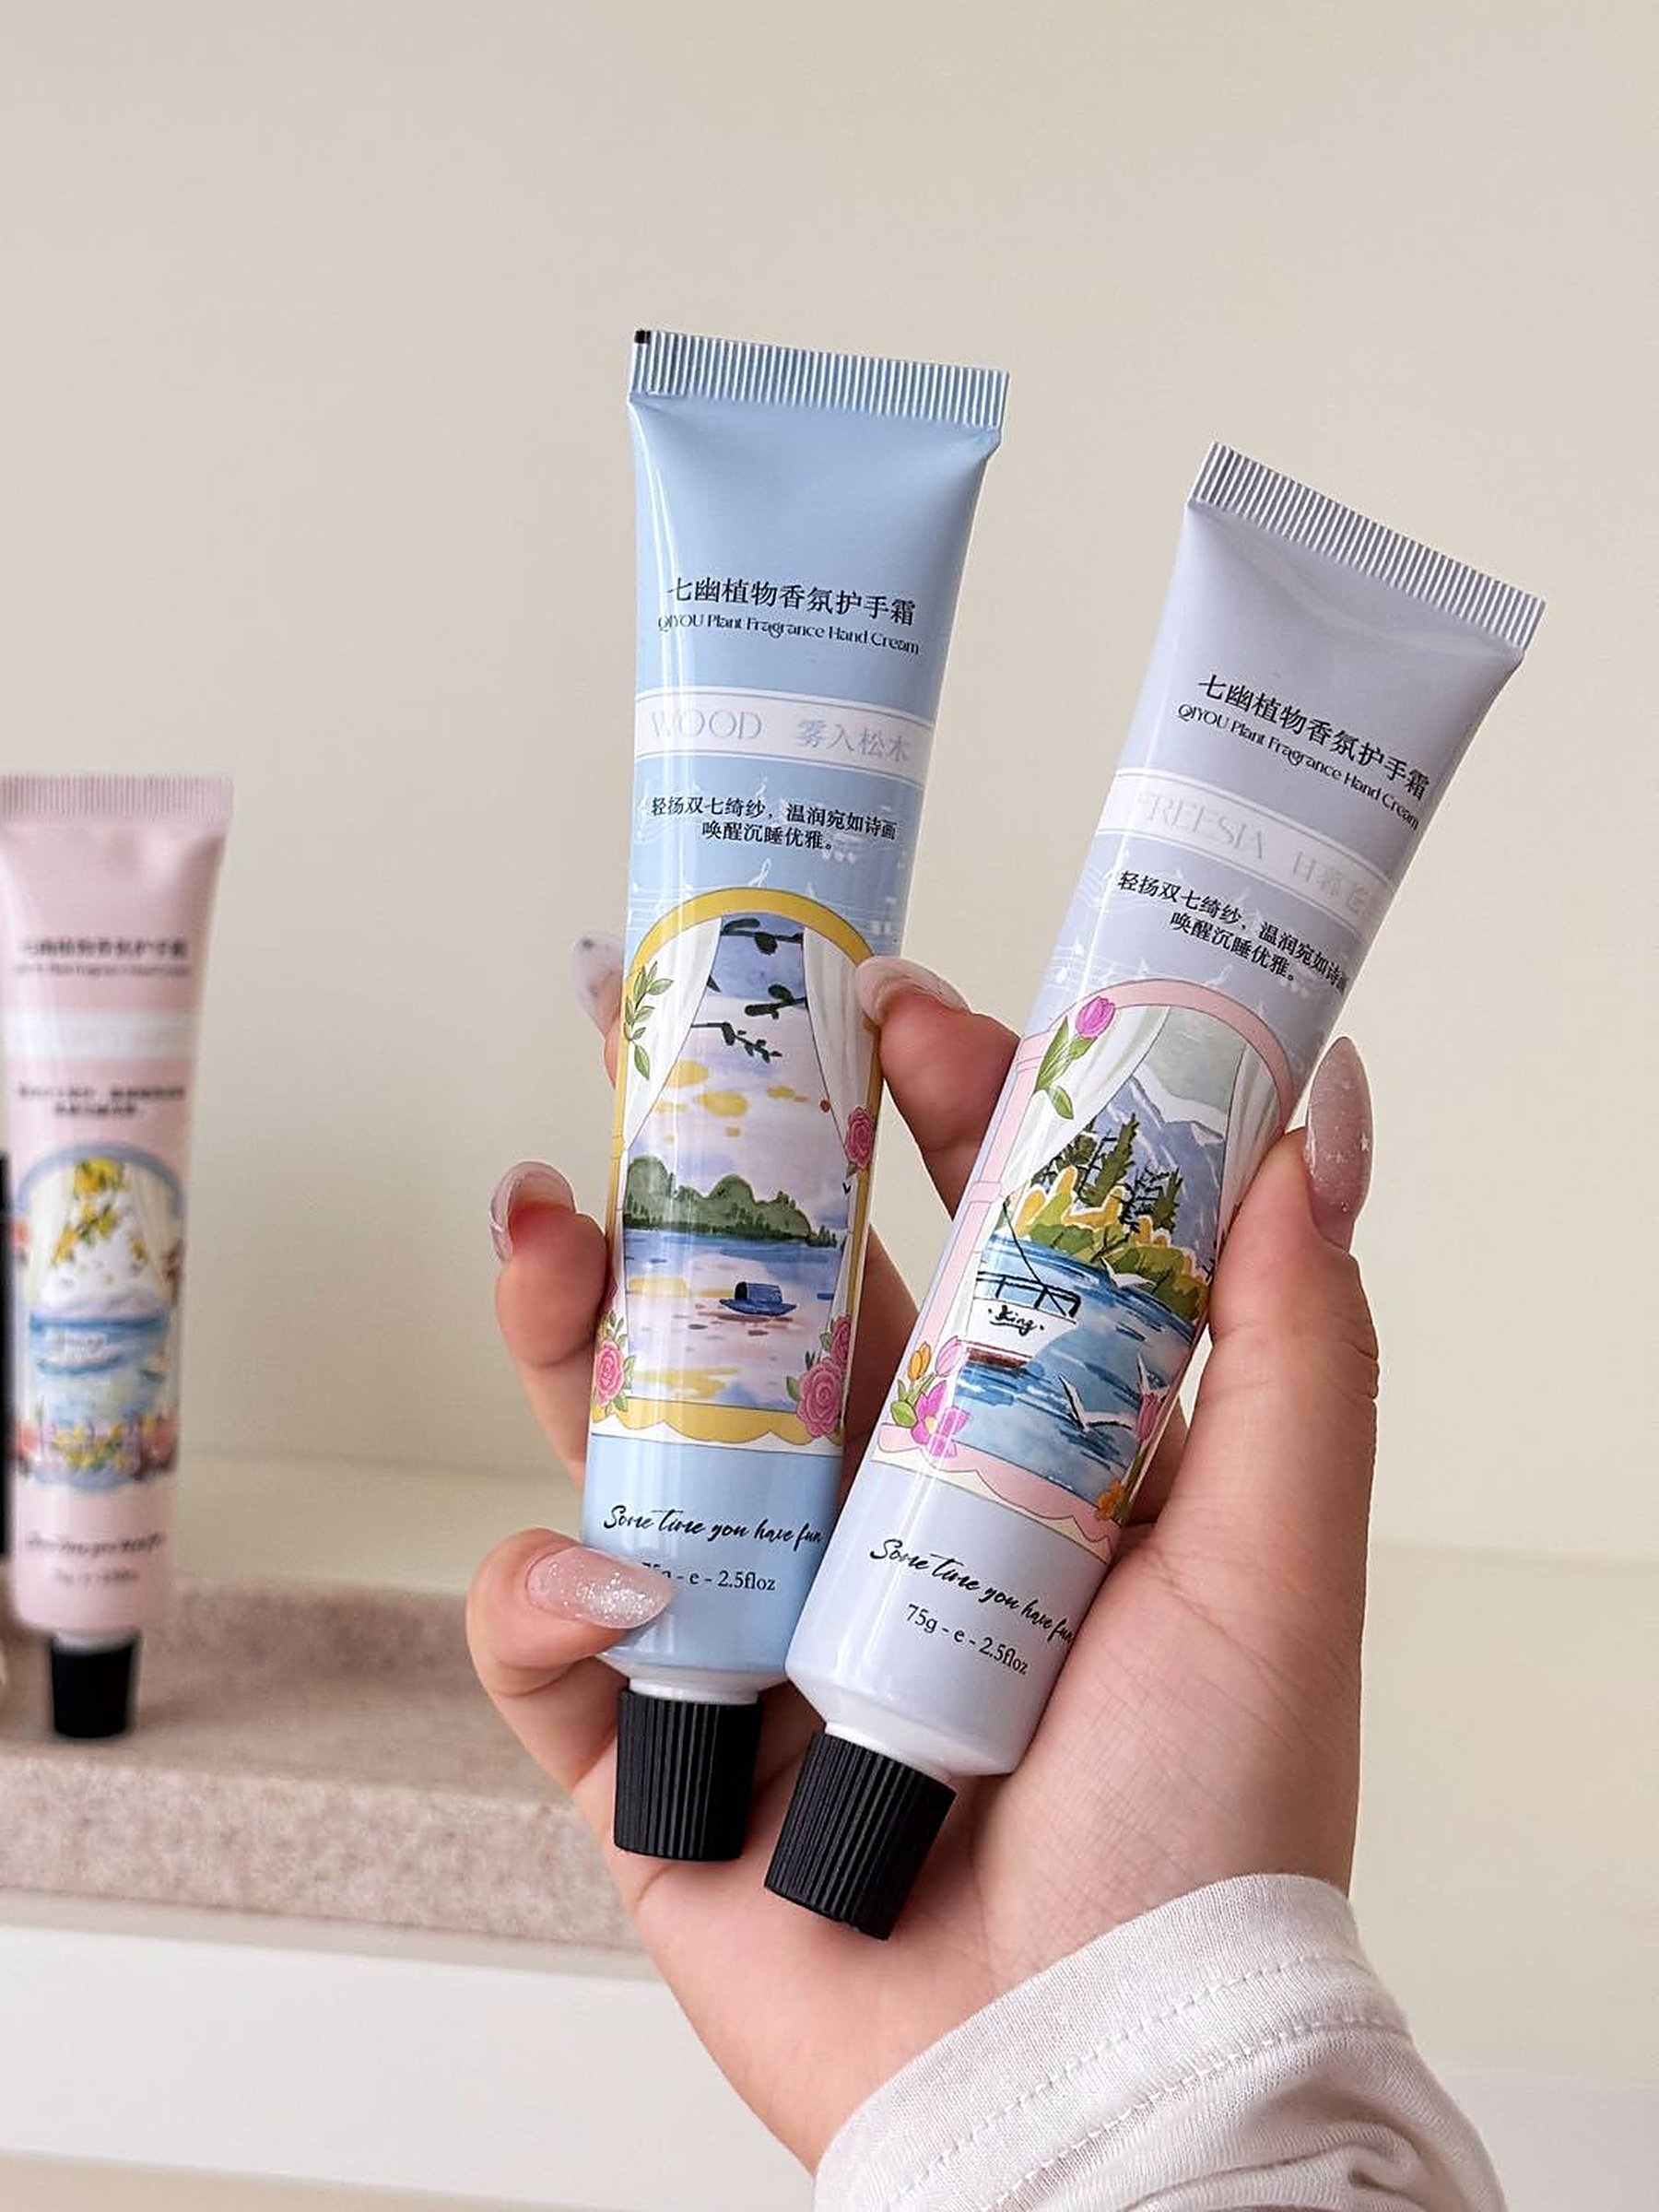 七幽植物香氛护手霜
QIYOU Plant Fragrance Hand Cream
WOOD 雾入松木
轻扬双七绮纱，温润宛如诗画
唤醒沉睡优雅。
Some time you have fun
75g - e - 2.5floz
七幽植物香氛护手霜
QIYOU Plant Fragrance Hand Cream
FREESIA
轻扬双七绮纱，温润宛如诗画
唤醒沉睡优雅。
King
Some time you have fun
75g - e - 2.5floz